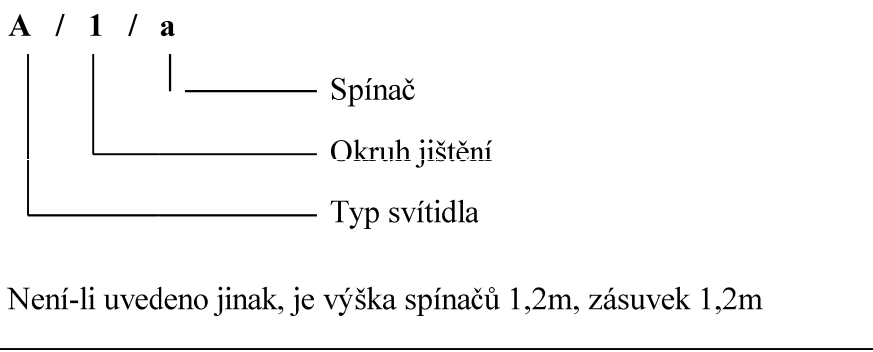 A / 1 / a
Spínač
Okruh jištění
Typ svítidla
Není-li uvedeno jinak, je výška spínačů 1,2m, zásuvek 1,2m